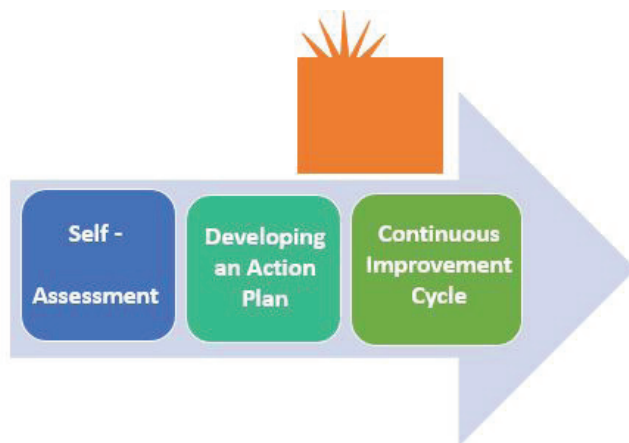 Self -
Assessment
Developing
an Action
Plan
Continuous
Improvement
Cycle